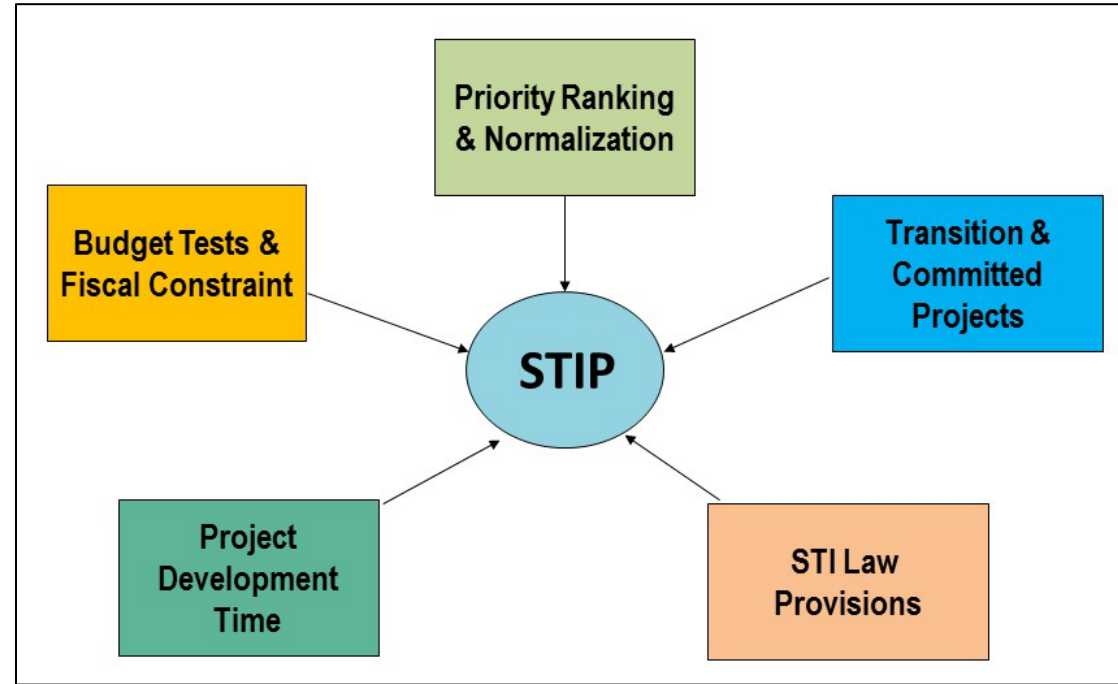 Priority Ranking
& Normalization
Budget Tests &
Fiscal Constraint
Transition &
Committed
Projects
STIP
Project
Development
Time
STI Law
Provisions